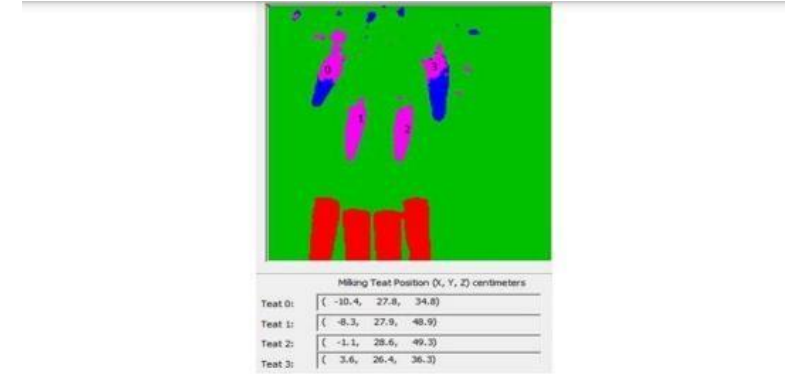 0
3
1
2
Milking Teat Position (X, Y, Z) centimeters
Teat 0: ( -10.4, 27.8, 34.8)
Teat 1: ( -8.3, 27.9, 48.9)
Teat 2: ( -1.1, 28.6, 49.3)
Teat 3: ( 3.6, 26.4, 36.3)